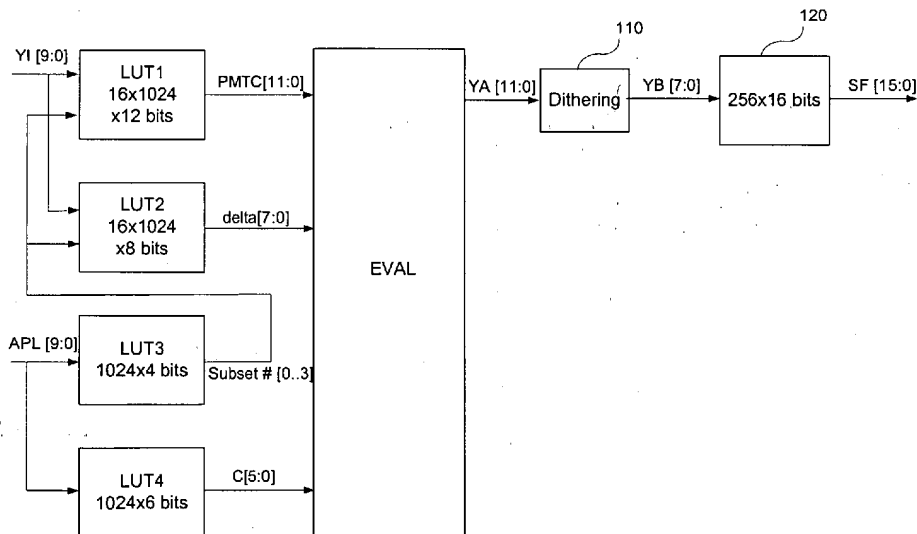 110
120
YI [9:0]
LUT1
16x1024
x12 bits
PMTC[11:0]
YA [11:0]
Dithering
YB [7:0]
256x16 bits
SF [15:0]
LUT2
16x1024
x8 bits
delta[7:0]
EVAL
APL [9:0]
LUT3
1024x4 bits
Subset # [0..3]
LUT4
1024x6 bits
C[5:0]